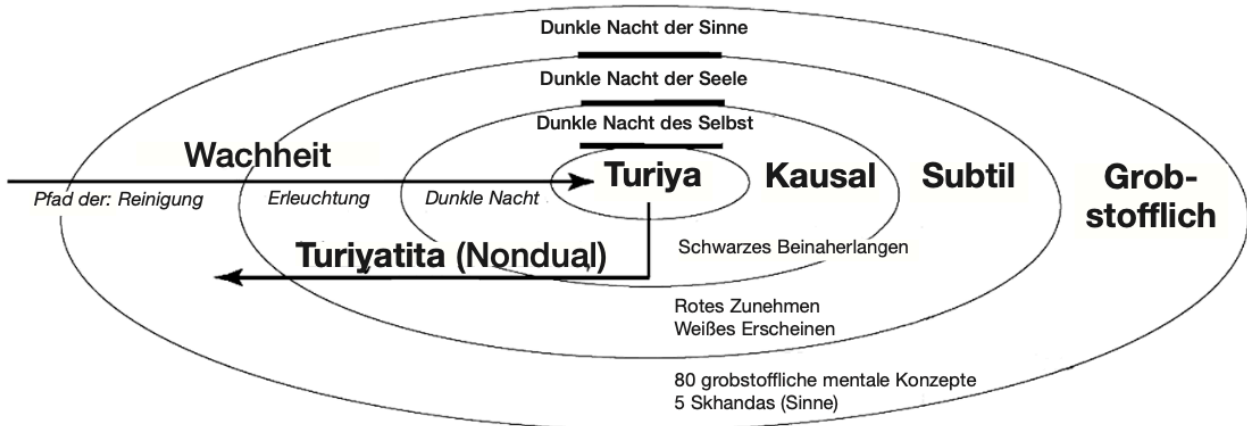 Dunkle Nacht der Sinne
Dunkle Nacht der Seele
Dunkle Nacht des Selbst
Wachheit
Turiya
Kausal
Subtil
Grob-
stofflich
Pfad der: Reinigung
Erleuchtung
Dunkle Nacht
Turiyatita (Nondual)
Schwarzes Beinaherlangen
Rotes Zunehmen
Weißes Erscheinen
80 grobstoffliche mentale Konzepte
5 Skhandas (Sinne)